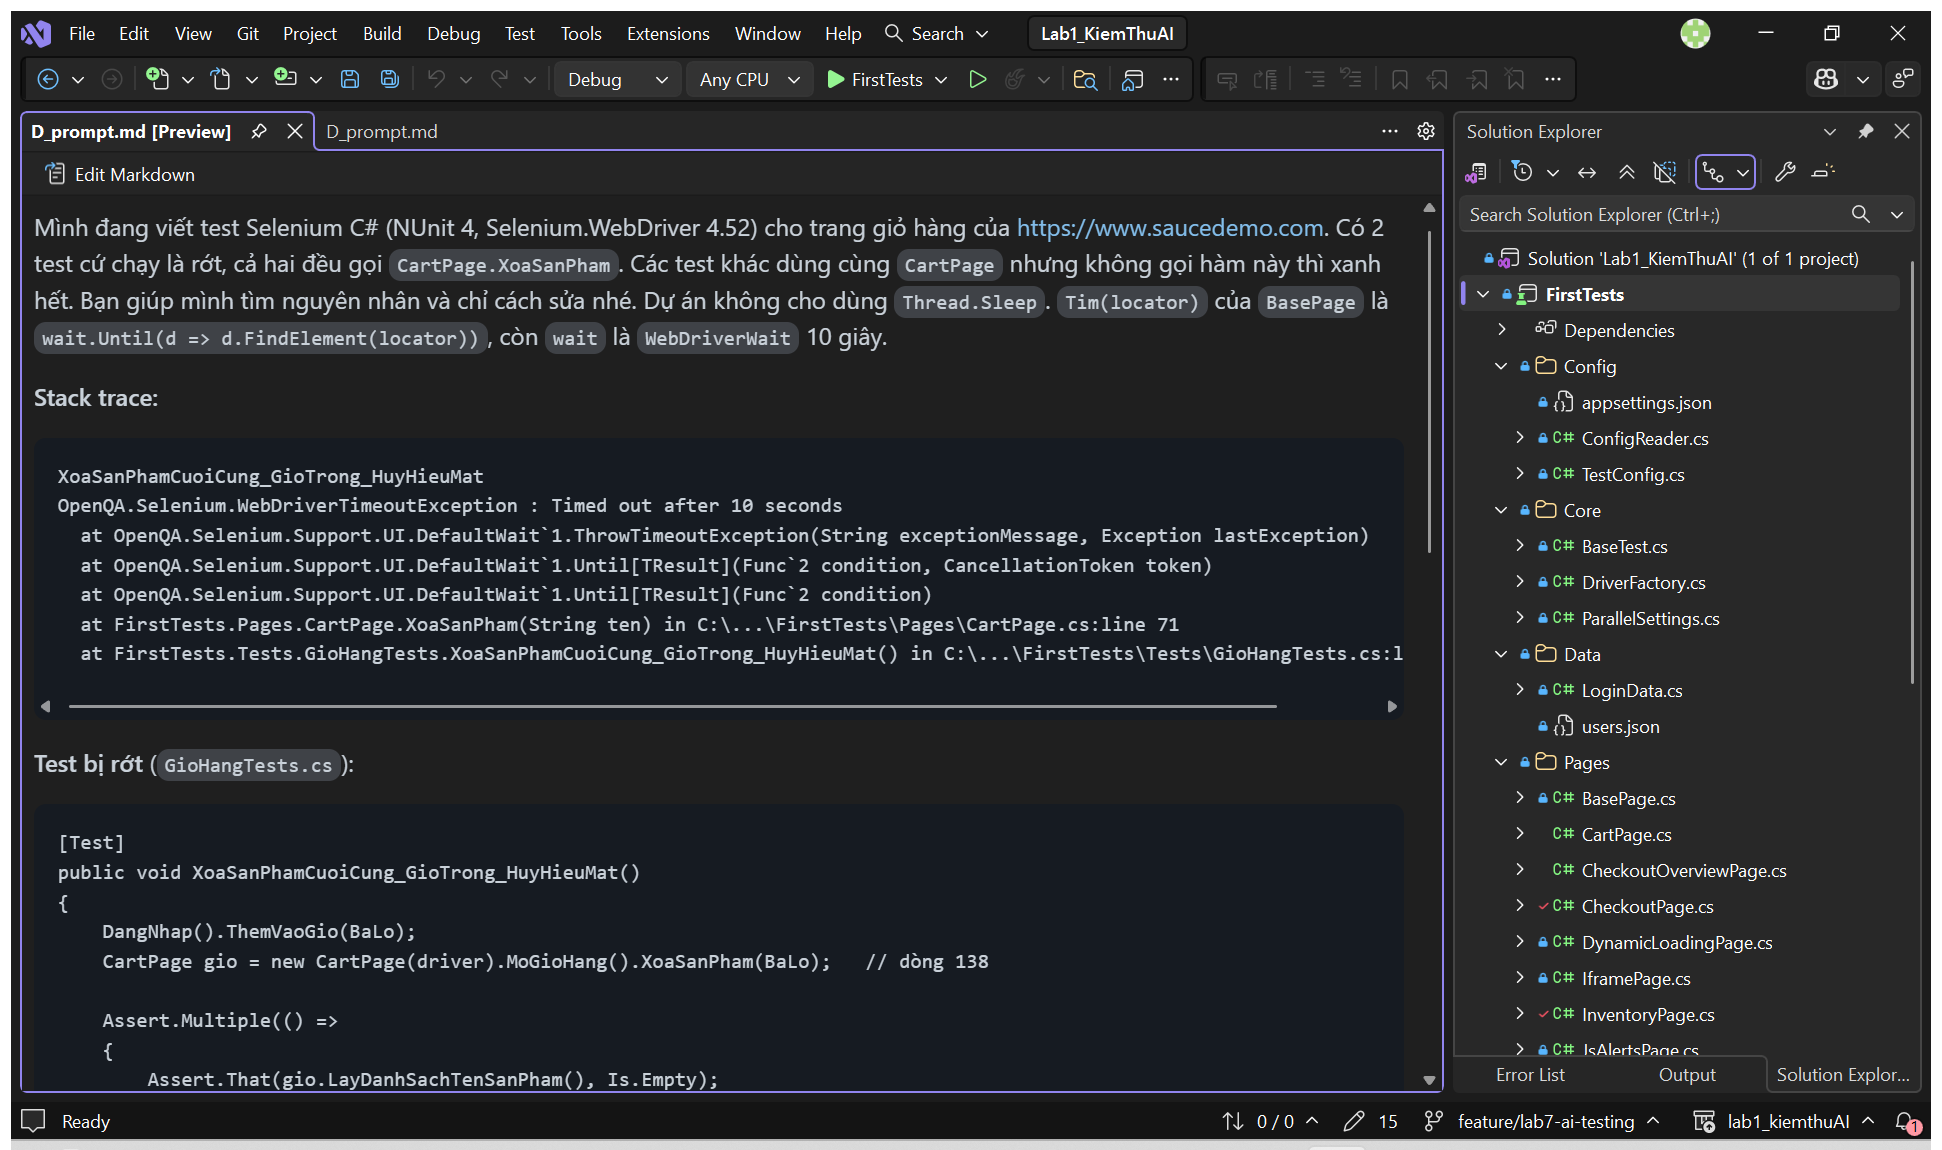 File Edit View Git Project Build Debug Test Tools Extensions Window Help Search Lab1_KiemThuAI
Debug Any CPU FirstTests
D_prompt.md [Preview] D_prompt.md
Edit Markdown
Mình đang viết test Selenium C# (NUnit 4, Selenium.WebDriver 4.52) cho trang giỏ hàng của https://www.saucedemo.com. Có 2
test cứ chạy là rớt, cả hai đều gọi CartPage.XoaSanPham. Các test khác dùng cùng CartPage nhưng không gọi hàm này thì xanh
hết. Bạn giúp mình tìm nguyên nhân và chỉ cách sửa nhé. Dự án không cho dùng Thread.Sleep. Tim(locator) của BasePage là
wait.Until(d => d.FindElement(locator)), còn wait là WebDriverWait 10 giây.
Stack trace:
XoaSanPhamCuoiCung_GioTrong_HuyHieuMat
OpenQA.Selenium.WebDriverTimeoutException : Timed out after 10 seconds
at OpenQA.Selenium.Support.UI.DefaultWait`1.ThrowTimeoutException(String exceptionMessage, Exception lastException)
at OpenQA.Selenium.Support.UI.DefaultWait`1.Until[TResult](Func`2 condition, CancellationToken token)
at OpenQA.Selenium.Support.UI.DefaultWait`1.Until[TResult](Func`2 condition)
at FirstTests.Pages.CartPage.XoaSanPham(String ten) in C:\...\FirstTests\Pages\CartPage.cs:line 71
at FirstTests.Tests.GioHangTests.XoaSanPhamCuoiCung_GioTrong_HuyHieuMat() in C:\...\FirstTests\Tests\GioHangTests.cs:l
Test bị rớt (GioHangTests.cs):
[Test]
public void XoaSanPhamCuoiCung_GioTrong_HuyHieuMat()
{
DangNhap().ThemVaoGio(BaLo);
CartPage gio = new CartPage(driver).MoGioHang().XoaSanPham(BaLo);   // dòng 138
Assert.Multiple(() =>
{
Assert.That(gio.LayDanhSachTenSanPham(), Is.Empty);
Solution Explorer
Search Solution Explorer (Ctrl+;)
Solution 'Lab1_KiemThuAI' (1 of 1 project)
FirstTests
Dependencies
Config
appsettings.json
C# ConfigReader.cs
C# TestConfig.cs
Core
C# BaseTest.cs
C# DriverFactory.cs
C# ParallelSettings.cs
Data
C# LoginData.cs
users.json
Pages
C# BasePage.cs
C# CartPage.cs
C# CheckoutOverviewPage.cs
C# CheckoutPage.cs
C# DynamicLoadingPage.cs
C# IframePage.cs
C# InventoryPage.cs
C# JsAlertsPage.cs
Error List Output Solution Explor...
Ready 0 / 0 15 feature/lab7-ai-testing lab1_kiemthuAI 1